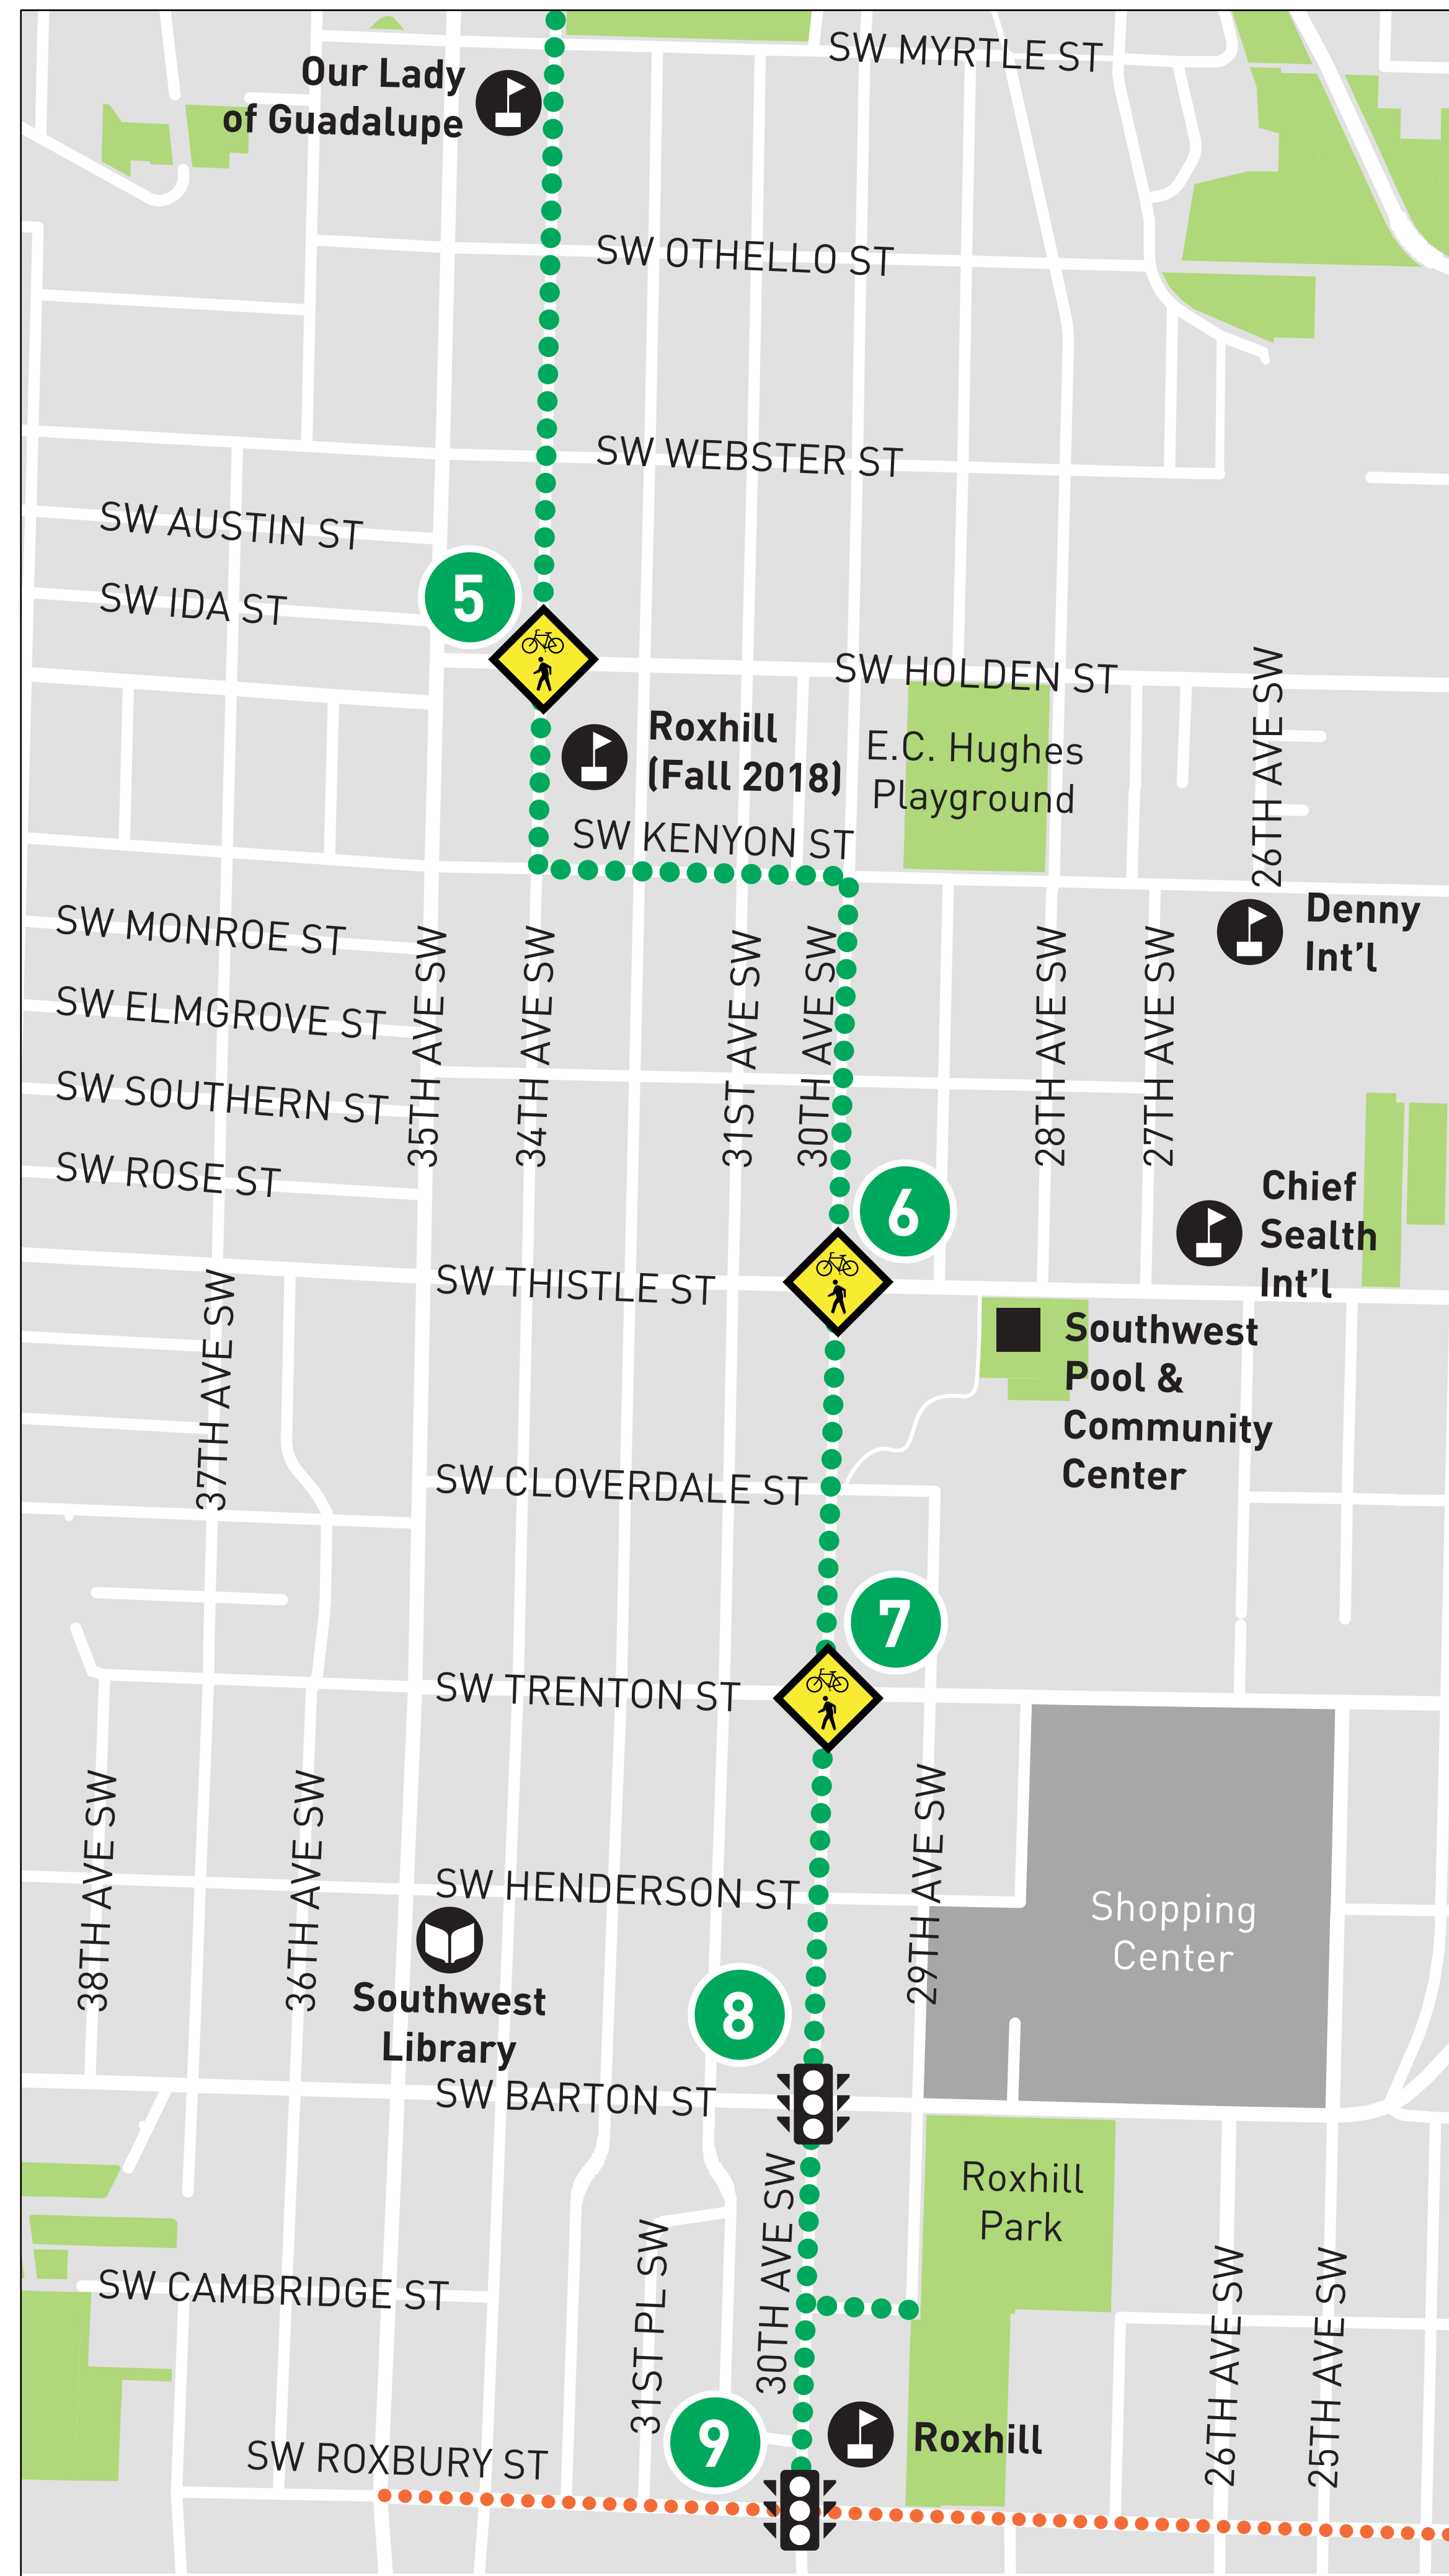 SW MYRTLE ST
Our Lady
of Guadalupe
SW OTHELLO ST
SW WEBSTER ST
SW AUSTIN ST
SW IDA ST
5
SW HOLDEN ST
26TH AVE SW
Roxhill
(Fall 2018)
E.C. Hughes
Playground
SW KENYON ST
Denny
Int'l
SW MONROE ST
SW ELMGROVE ST
SW SOUTHERN ST
SW ROSE ST
35TH AVE SW
34TH AVE SW
31ST AVE SW
30TH AVE SW
28TH AVE SW
27TH AVE SW
6
Chief
Sealth
Int'l
SW THISTLE ST
37TH AVE SW
Southwest
Pool &
Community
Center
SW CLOVERDALE ST
7
SW TRENTON ST
38TH AVE SW
36TH AVE SW
29TH AVE SW
SW HENDERSON ST
Shopping
Center
Southwest
Library
8
SW BARTON ST
Roxhill
Park
30TH AVE SW
31ST PL SW
SW CAMBRIDGE ST
26TH AVE SW
25TH AVE SW
9
Roxhill
SW ROXBURY ST